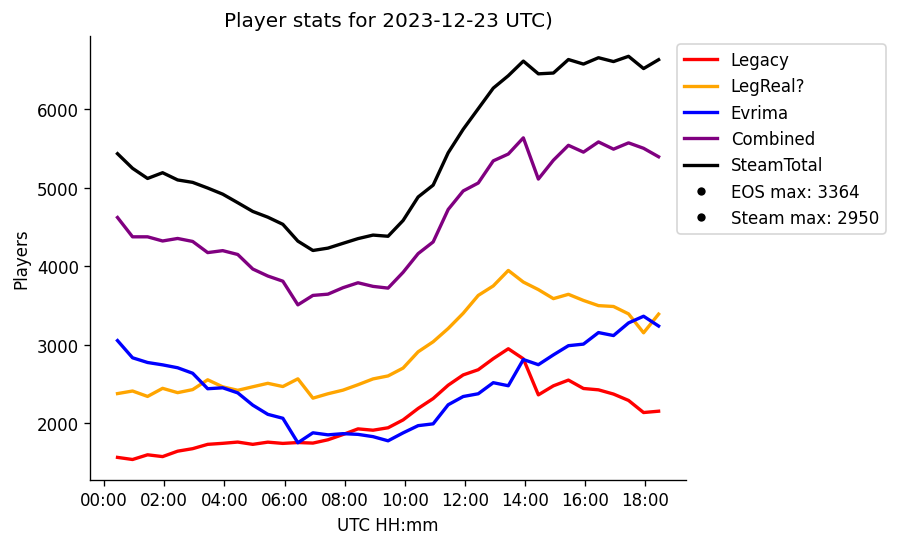 Player stats for 2023-12-23 UTC)
Legacy
LegReal?
Evrima
Combined
SteamTotal
EOS max: 3364
Steam max: 2950
Players
6000
5000
4000
3000
2000
00:00 02:00 04:00 06:00 08:00 10:00 12:00 14:00 16:00 18:00
UTC HH:mm